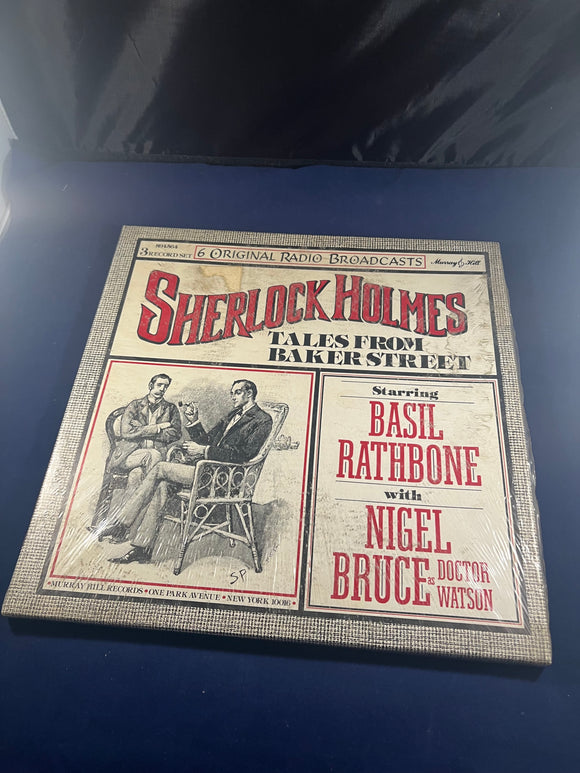 894564
3 RECORD SET
6 ORIGINAL RADIO BROADCASTS
Murray Hill
SHERLOCK HOLMES
TALES FROM
BAKER STREET
Starring
BASIL
RATHBONE
with
NIGEL
BRUCE as DOCTOR WATSON
SP
MURRAY HILL RECORDS • ONE PARK AVENUE • NEW YORK 10016